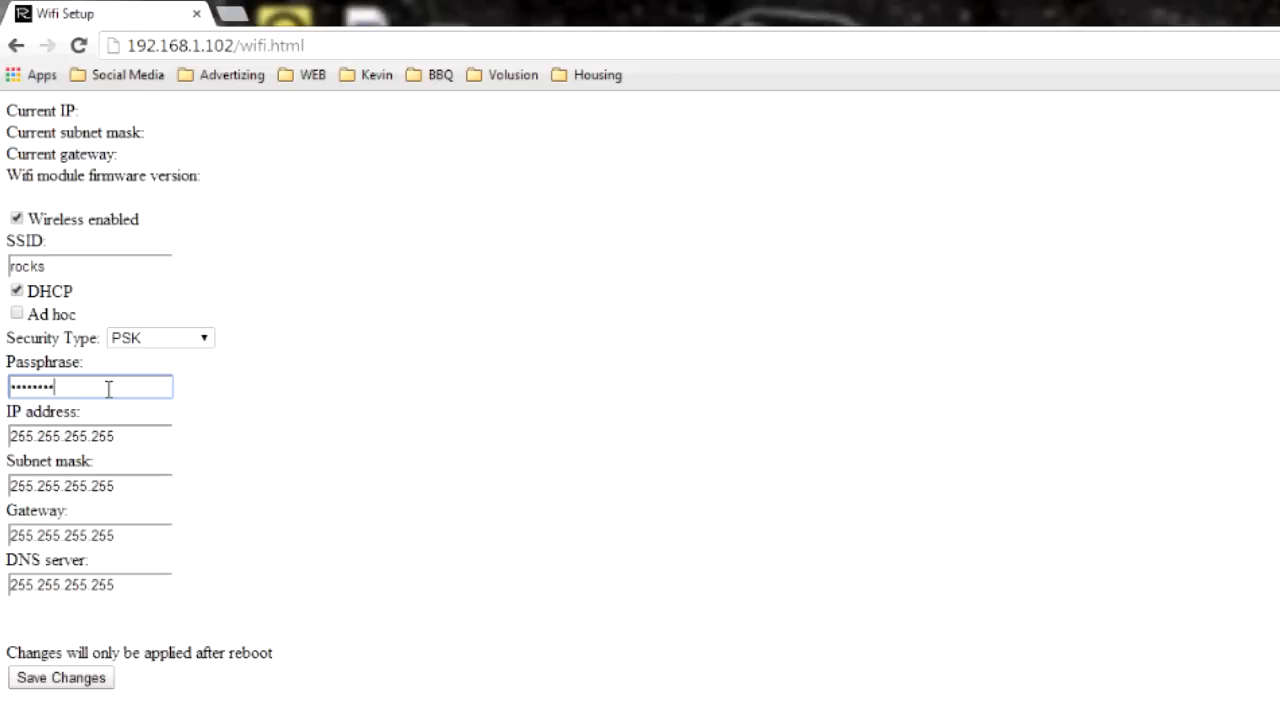 Wifi Setup
192.168.1.102/wifi.html
Apps Social Media Advertizing WEB Kevin BBQ Volusion Housing
Current IP:
Current subnet mask:
Current gateway:
Wifi module firmware version:
Wireless enabled
SSID:
rocks
DHCP
Ad hoc
Security Type: PSK
Passphrase:
••••••••
IP address:
255.255.255.255
Subnet mask:
255.255.255.255
Gateway:
255.255.255.255
DNS server:
255.255.255.255
Changes will only be applied after reboot
Save Changes